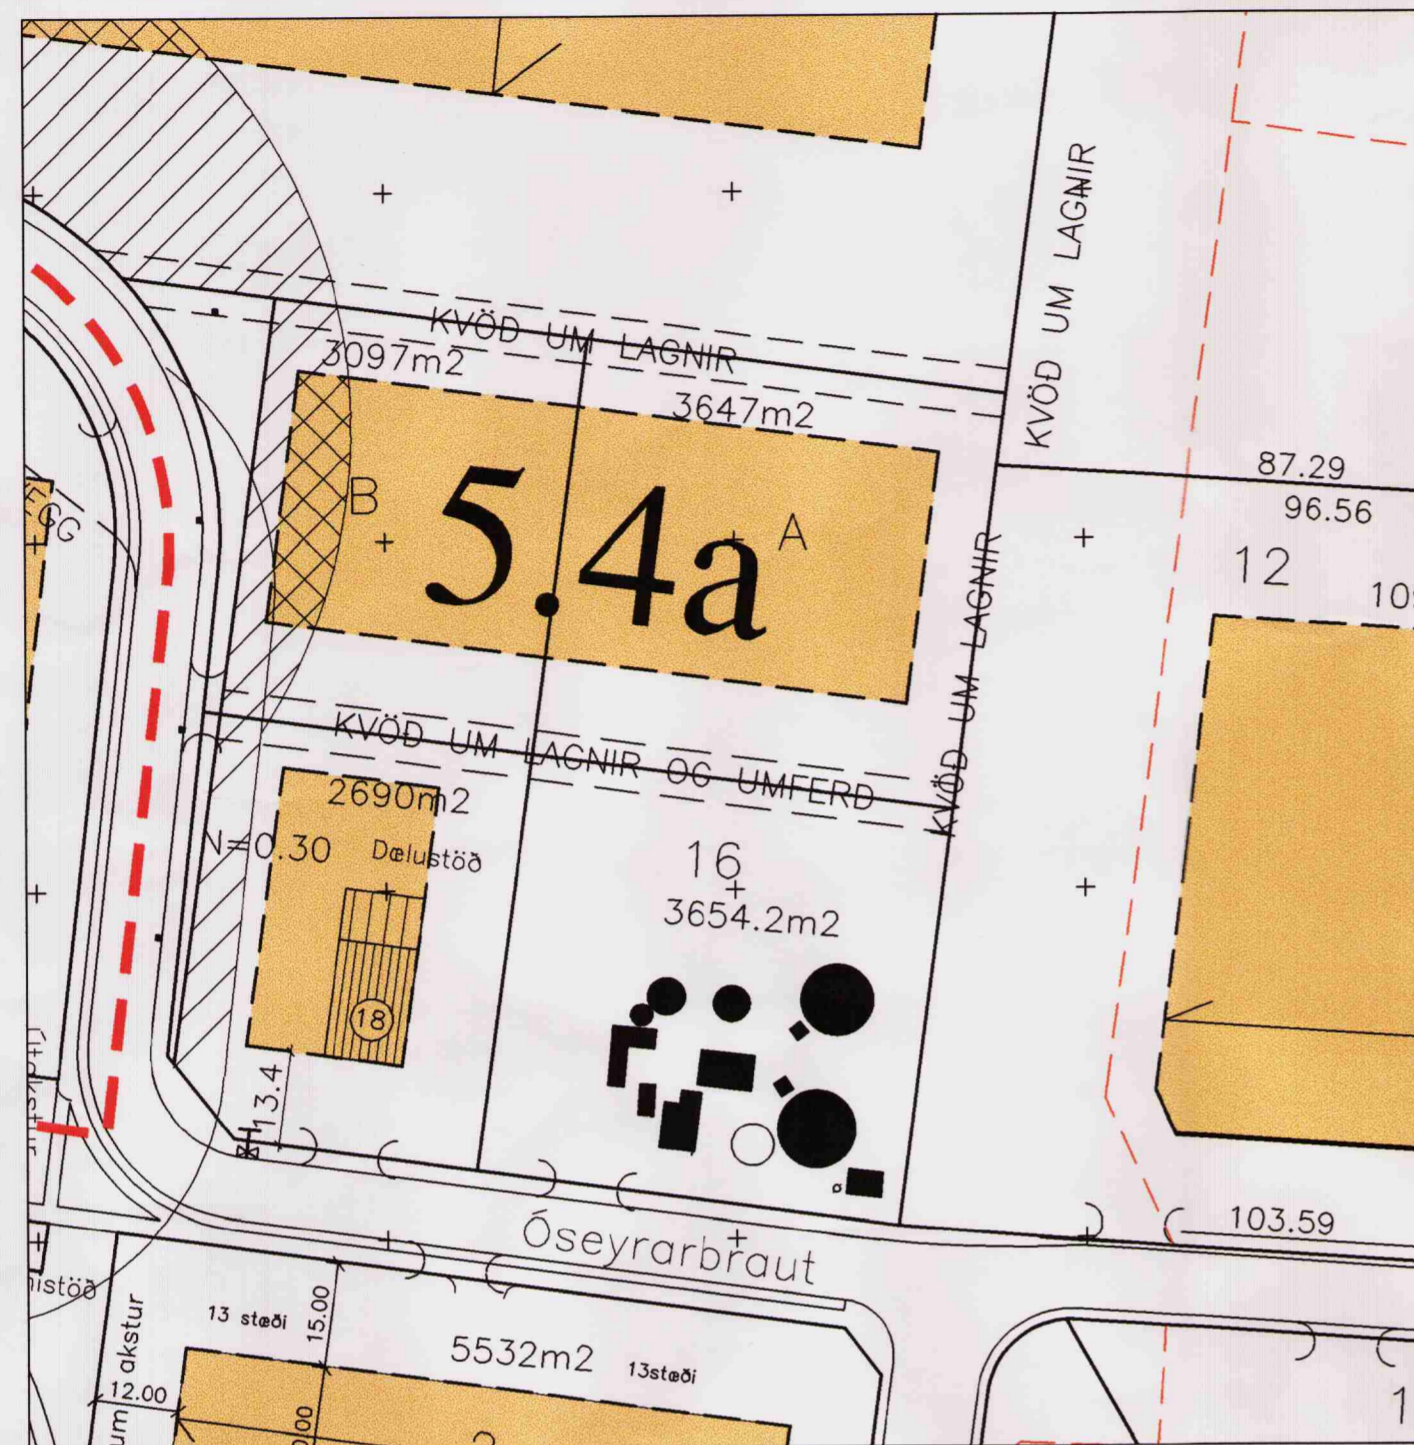 KVÖÐ UM LAGNIR
KVÖÐ UM LAGNIR
3097m2
3647m2
87.29
96.56
B
5.4a
A
12
KVÖÐ UM LAGNIR
KVÖÐ UM LAGNIR OG UMFERÐ
2690m2
N=0.30
Dælustöð
16
3654.2m2
18
13.4
Óseyrarbraut
103.59
13 stæði
15.00
5532m2
13stæði
akstur
12.00
um